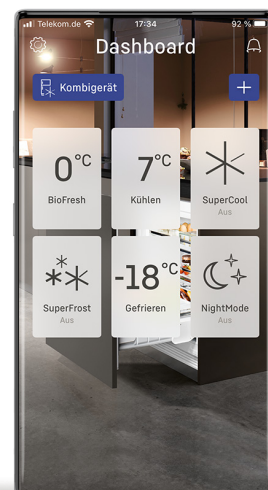 Telekom.de 17:34 92 %
Dashboard
Kombigerät +
0°C 7°C
BioFresh Kühlen SuperCool
Aus
-18°C
SuperFrost Gefrieren NightMode
Aus Aus